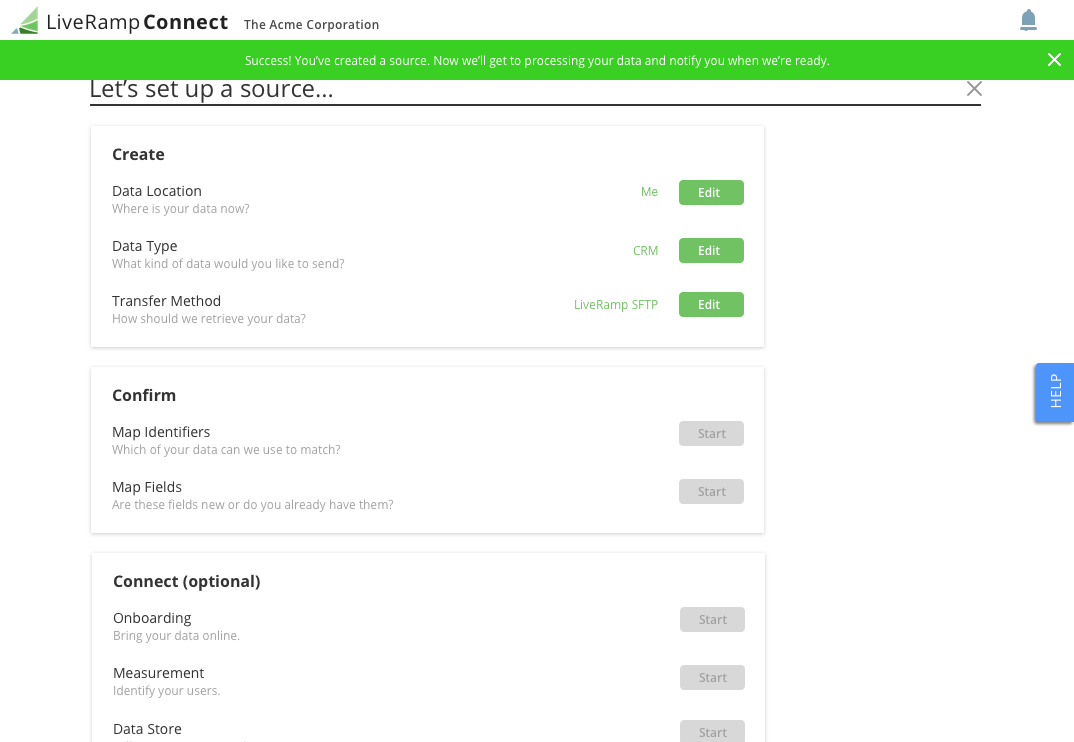 LiveRamp Connect The Acme Corporation
Success! You've created a source. Now we'll get to processing your data and notify you when we're ready.
Let's set up a source...
Create
Data Location
Where is your data now?
Me
Edit
Data Type
What kind of data would you like to send?
CRM
Edit
Transfer Method
How should we retrieve your data?
LiveRamp SFTP
Edit
Confirm
Map Identifiers
Which of your data can we use to match?
Start
Map Fields
Are these fields new or do you already have them?
Start
HELP
Connect (optional)
Onboarding
Bring your data online.
Start
Measurement
Identify your users.
Start
Data Store
Start